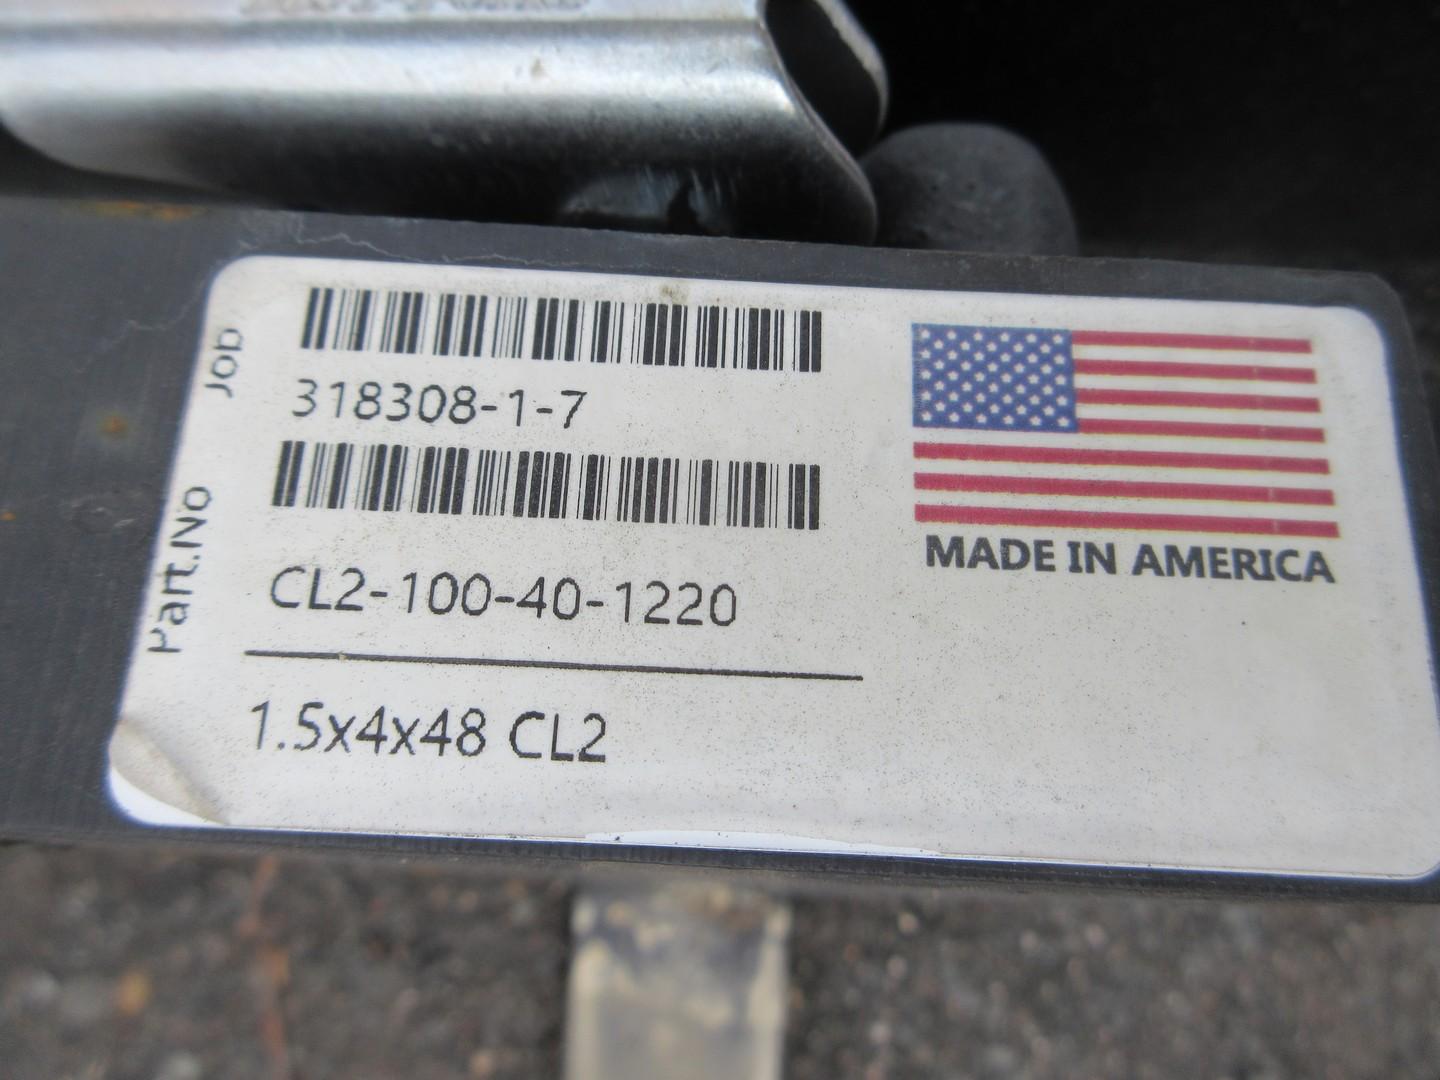 Job
318308-1-7
Part.No
CL2-100-40-1220
1.5x4x48 CL2
MADE IN AMERICA